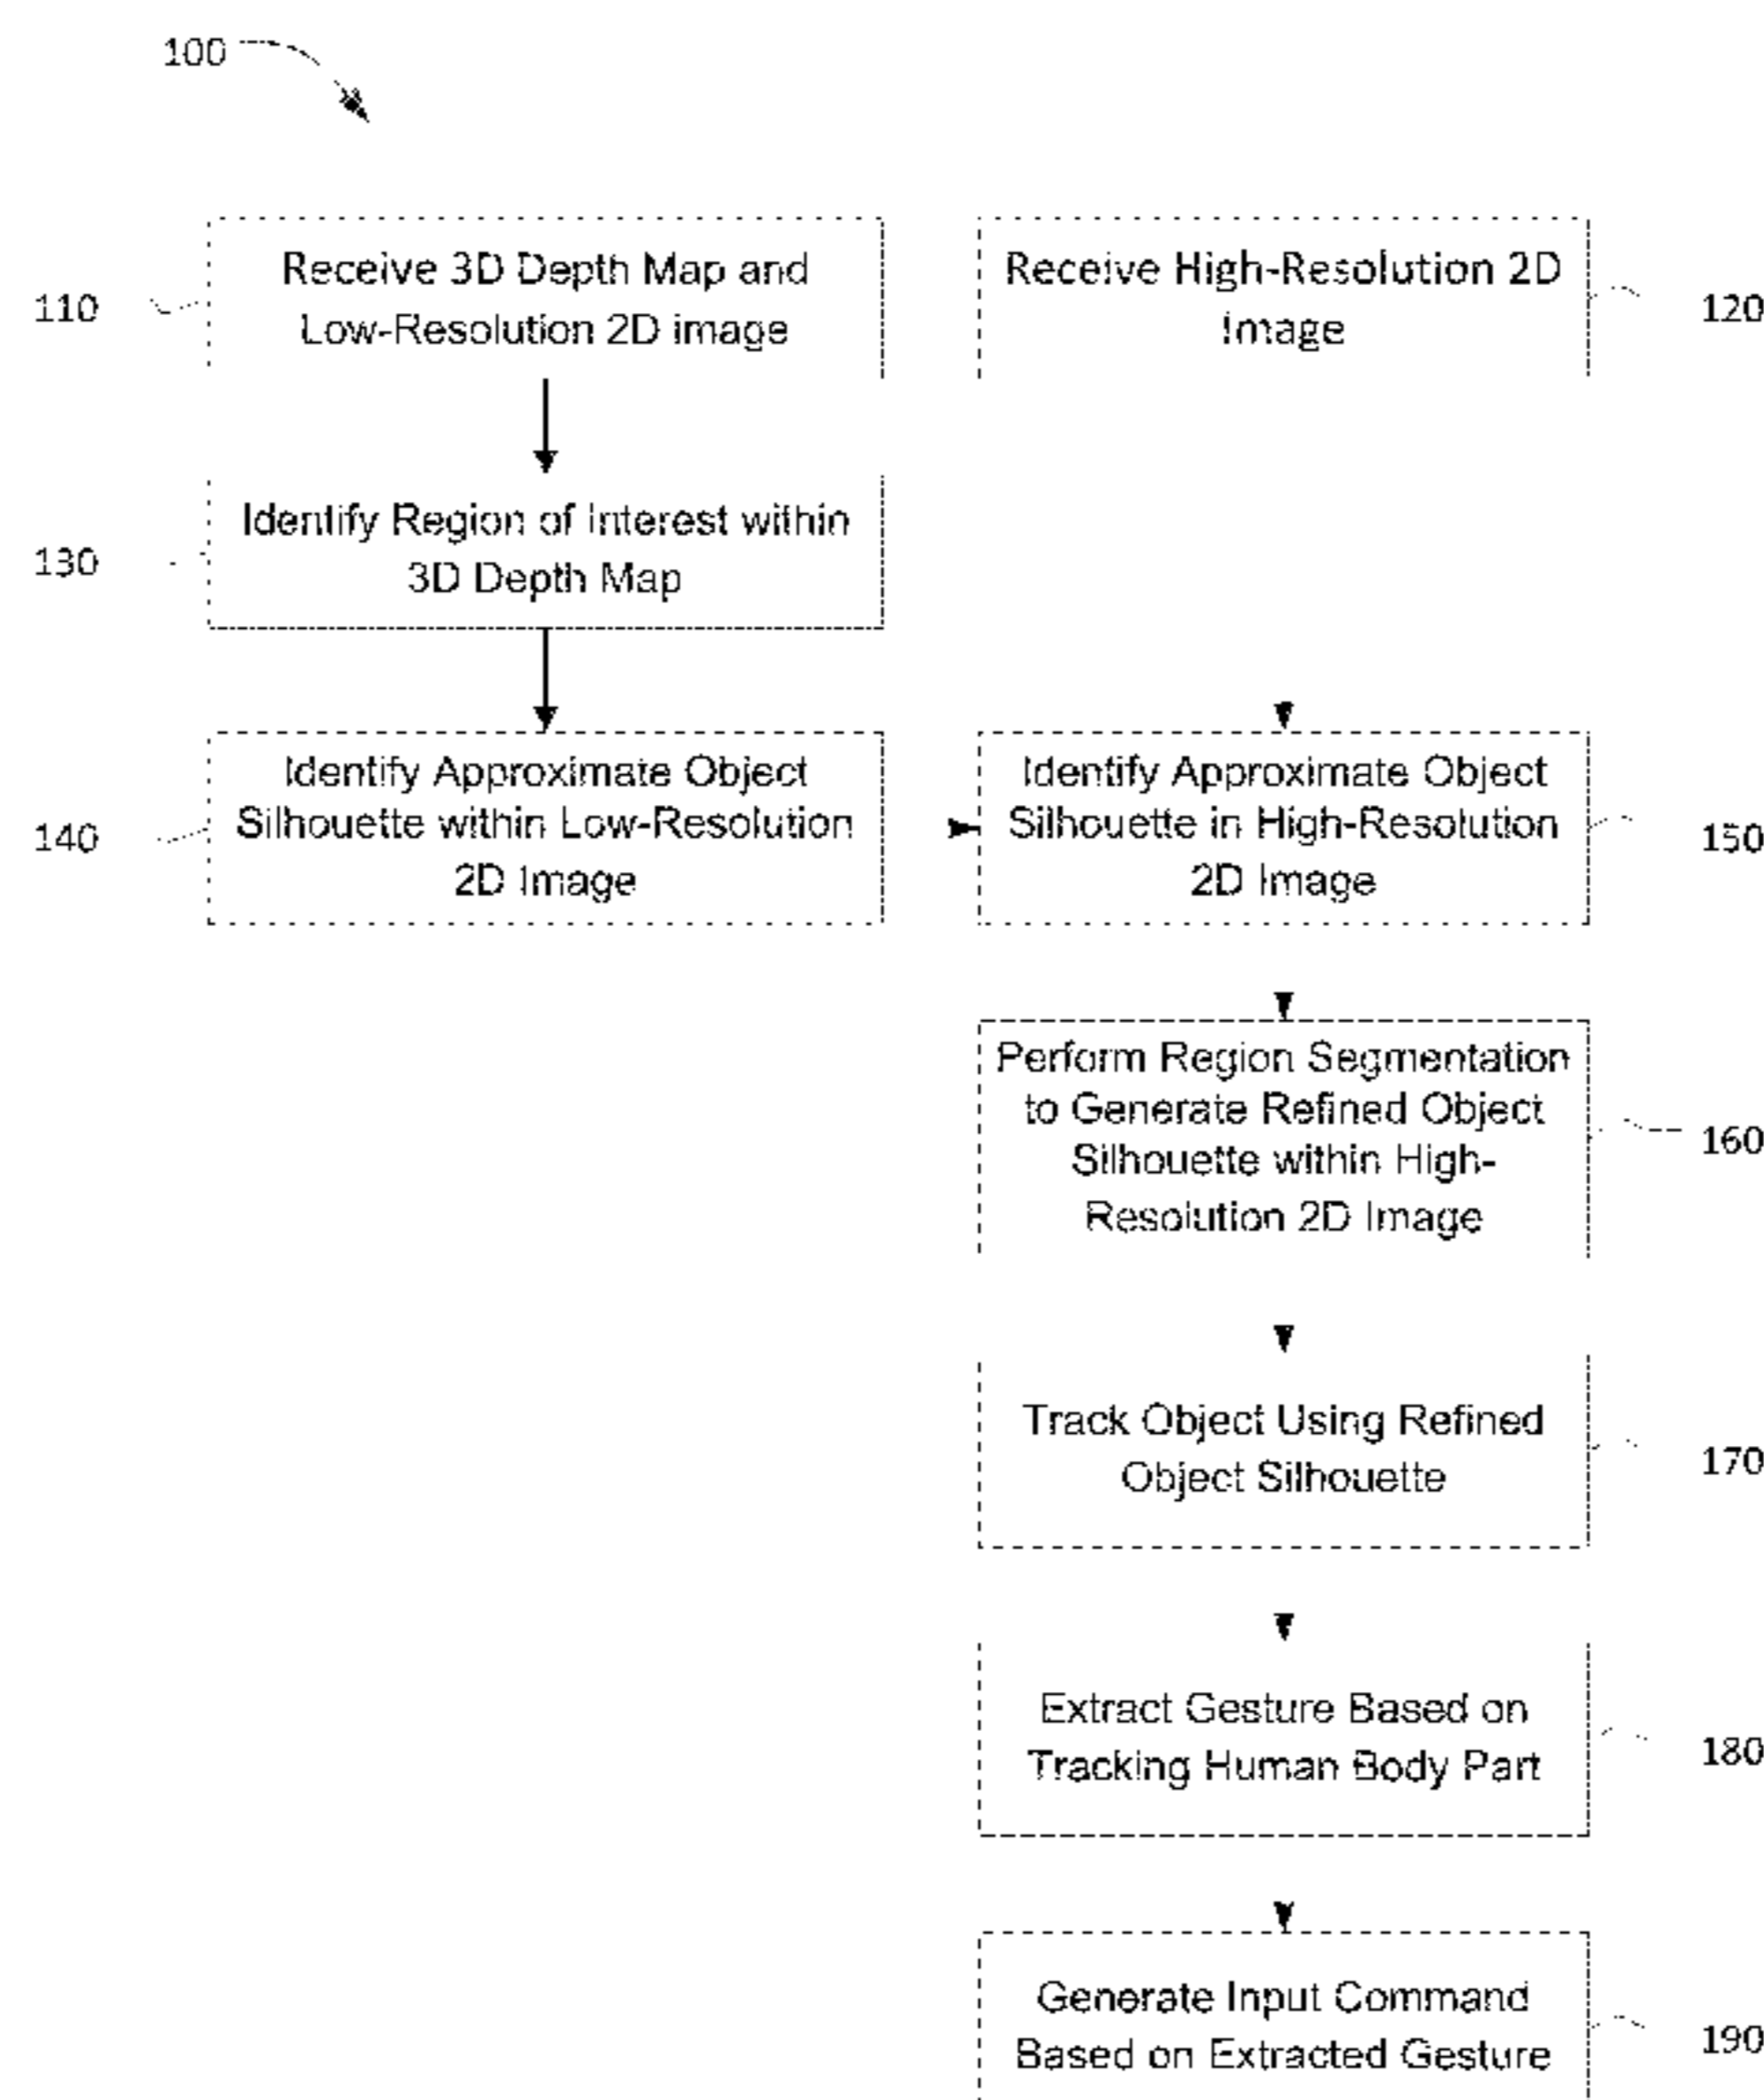 100
Receive 3D Depth Map and
Low-Resolution 2D image
110
Receive High-Resolution 2D
Image
120
Identify Region of Interest within
3D Depth Map
130
Identify Approximate Object
Silhouette within Low-Resolution
2D Image
140
Identify Approximate Object
Silhouette in High-Resolution
2D Image
150
Perform Region Segmentation
to Generate Refined Object
Silhouette within High-
Resolution 2D Image
160
Track Object Using Refined
Object Silhouette
170
Extract Gesture Based on
Tracking Human Body Part
180
Generate Input Command
Based on Extracted Gesture
190